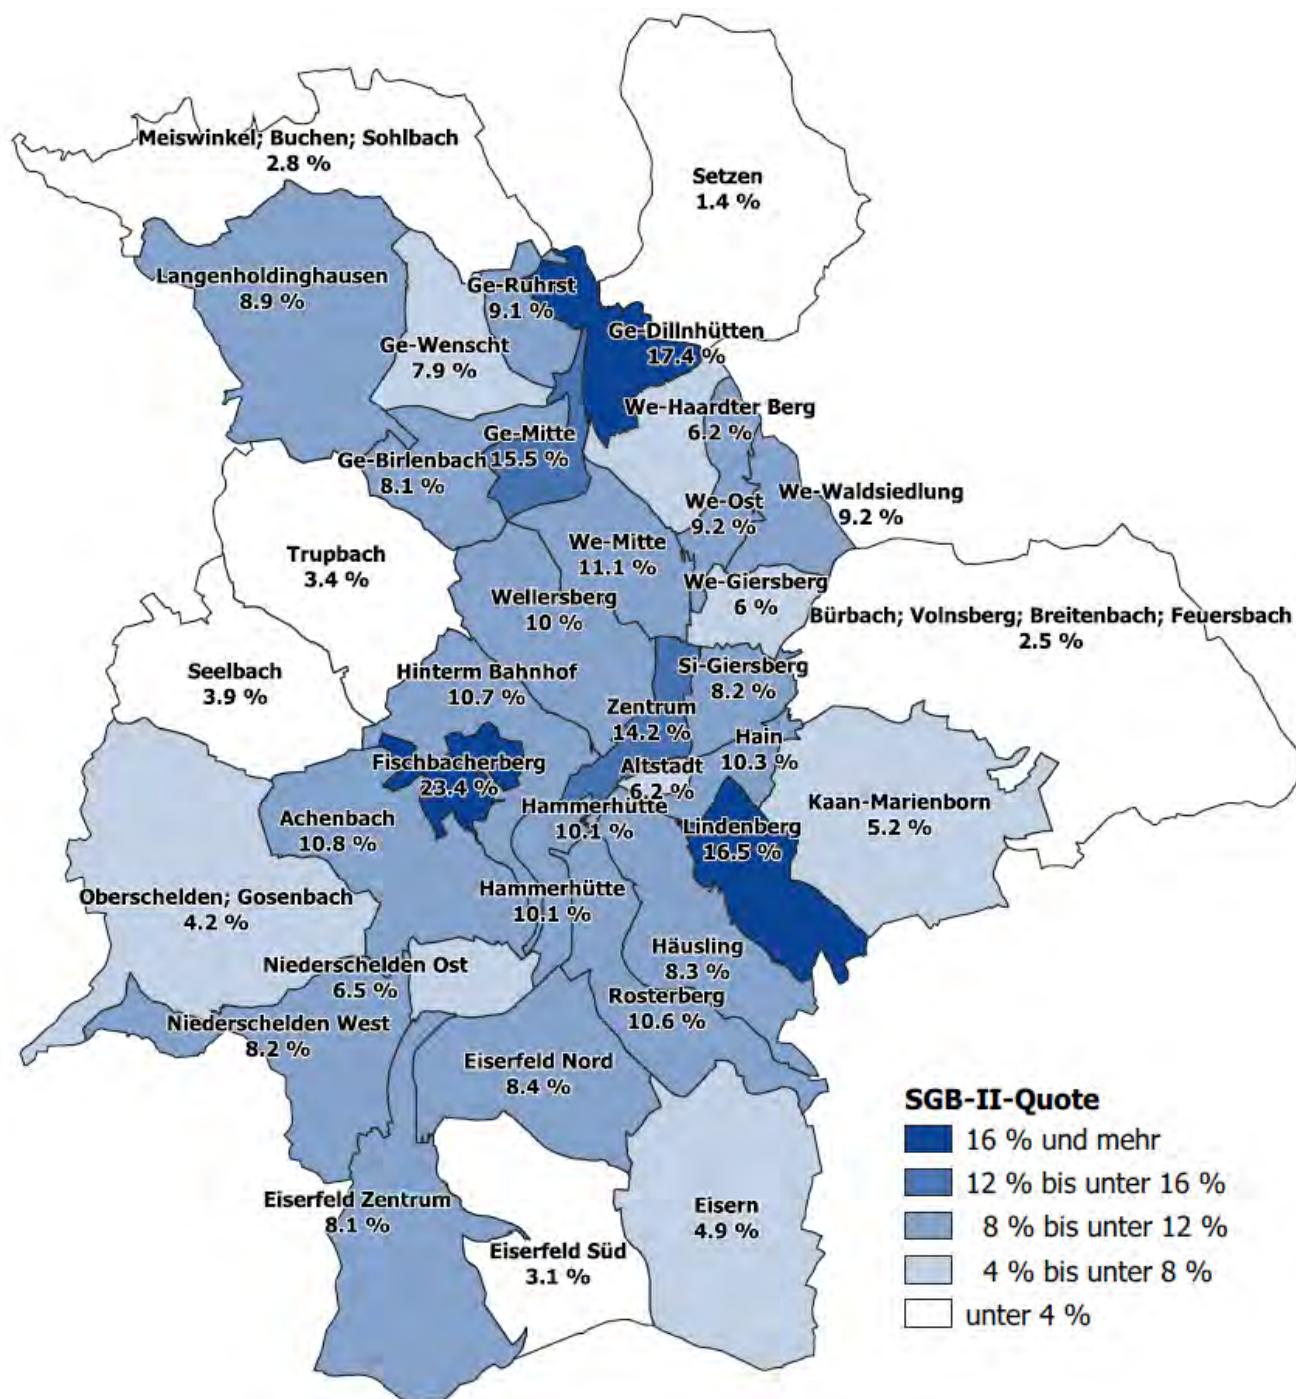 Meiswinkel; Buchen; Sohlbach
2.8 %
Setzen
1.4 %
Langenholdinghausen
8.9 %
Ge-Ruhrst
9.1 %
Ge-Dillnhütten
17.4 %
Ge-Wenscht
7.9 %
We-Haardter Berg
6.2 %
Ge-Mitte
15.5 %
Ge-Birlenbach
8.1 %
We-Waldsiedlung
9.2 %
We-Ost
9.2 %
We-Mitte
11.1 %
Trupbach
3.4 %
We-Giersberg
6 %
Wellersberg
10 %
Bürbach; Volnsberg; Breitenbach; Feuersbach
2.5 %
Seelbach
3.9 %
Hinterm Bahnhof
10.7 %
Si-Giersberg
8.2 %
Zentrum
14.2 %
Hain
10.3 %
Fischbacherberg
23.4 %
Altstadt
6.2 %
Kaan-Marienborn
5.2 %
Hammerhütte
10.1 %
Achenbach
10.8 %
Lindenberg
16.5 %
Oberschelden; Gosenbach
4.2 %
Hammerhütte
10.1 %
Häusling
8.3 %
Niederschelden Ost
6.5 %
Rosterberg
10.6 %
Niederschelden West
8.2 %
Eiserfeld Nord
8.4 %
Eiserfeld Zentrum
8.1 %
Eisern
4.9 %
Eiserfeld Süd
3.1 %
SGB-II-Quote
16 % und mehr
12 % bis unter 16 %
8 % bis unter 12 %
4 % bis unter 8 %
unter 4 %